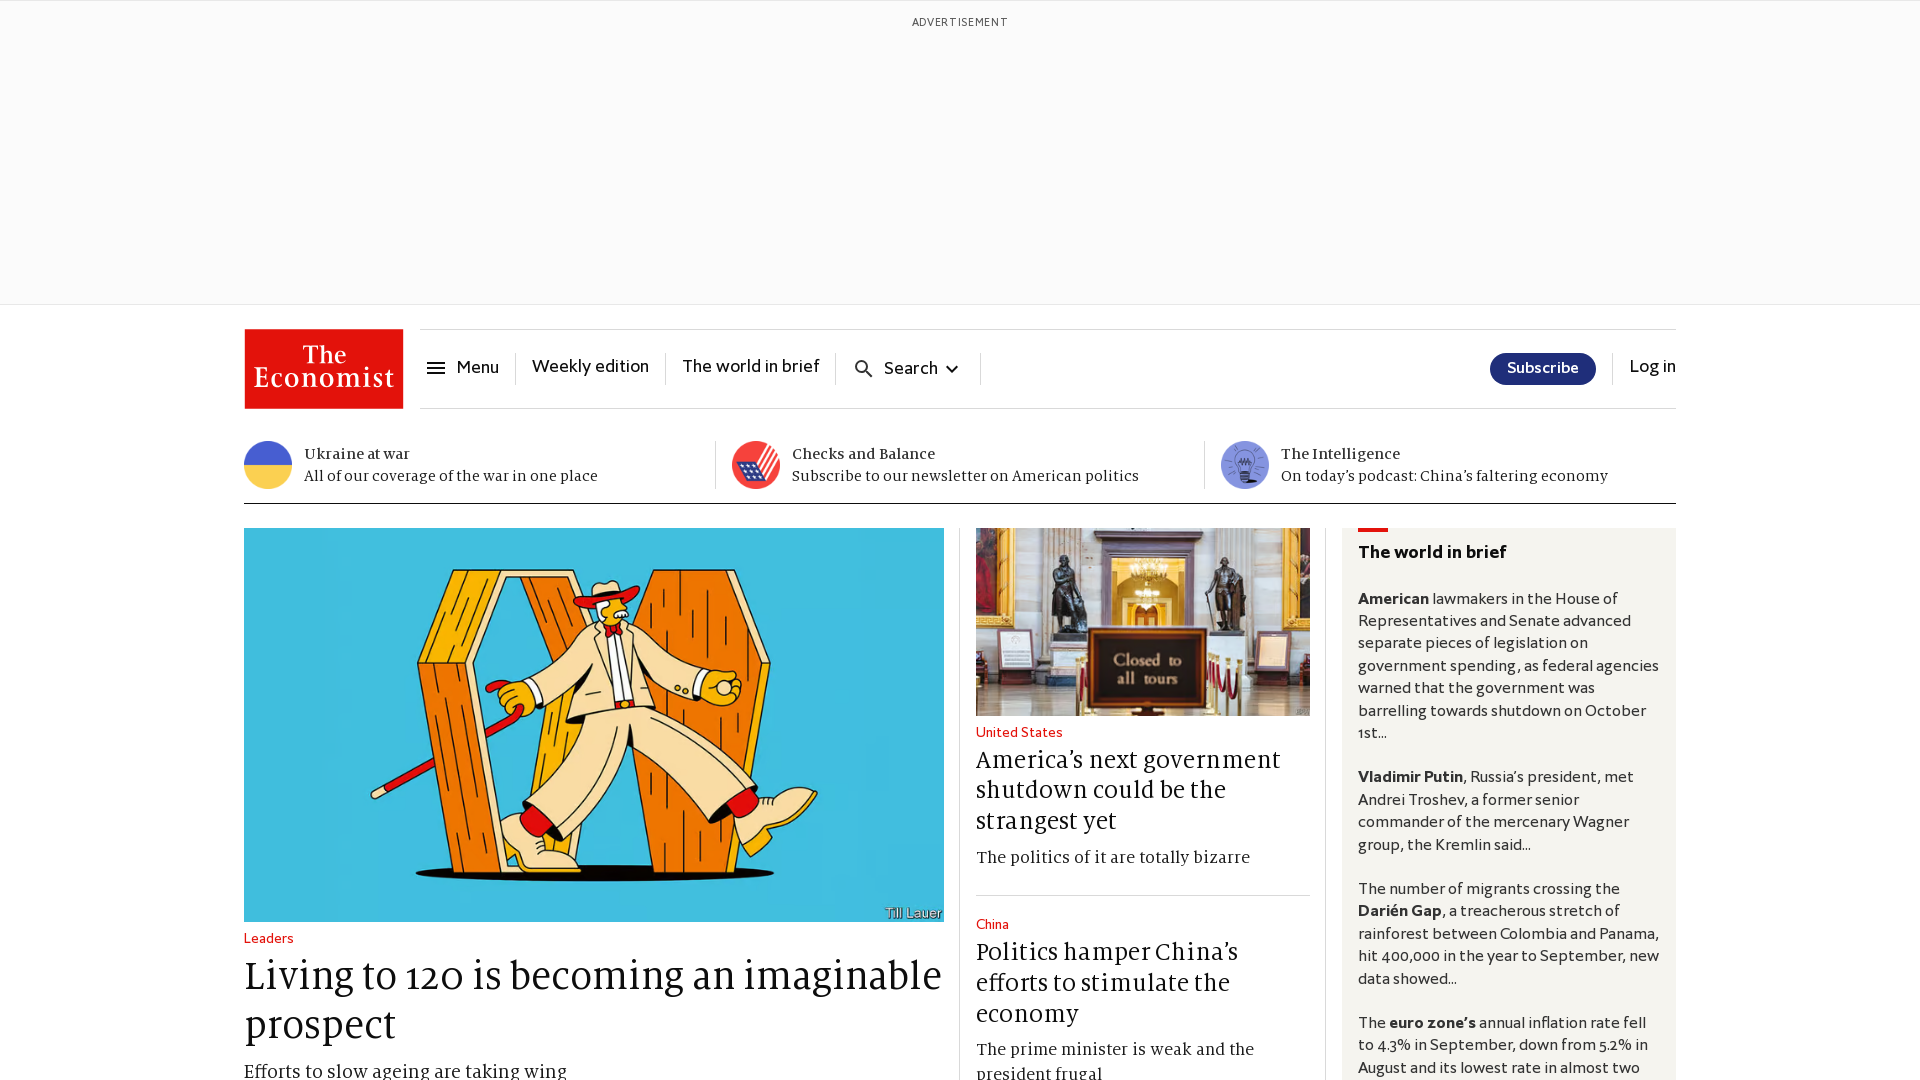 ADVERTISEMENT
The
Economist
Menu
Weekly edition
The world in brief
Search
Subscribe
Log in
Ukraine at war
All of our coverage of the war in one place
Checks and Balance
Subscribe to our newsletter on American politics
The Intelligence
On today’s podcast: China’s faltering economy
Till Lauer
Leaders
Living to 120 is becoming an imaginable
prospect
Efforts to slow ageing are taking wing
Closed to
all tours
United States
America’s next government
shutdown could be the
strangest yet
The politics of it are totally bizarre
China
Politics hamper China’s
efforts to stimulate the
economy
The prime minister is weak and the
president frugal
The world in brief
American lawmakers in the House of
Representatives and Senate advanced
separate pieces of legislation on
government spending, as federal agencies
warned that the government was
barrelling towards shutdown on October
1st…
Vladimir Putin, Russia’s president, met
Andrei Troshev, a former senior
commander of the mercenary Wagner
group, the Kremlin said…
The number of migrants crossing the
Darién Gap, a treacherous stretch of
rainforest between Colombia and Panama,
hit 400,000 in the year to September, new
data showed…
The euro zone’s annual inflation rate fell
to 4.3% in September, down from 5.2% in
August and its lowest rate in almost two